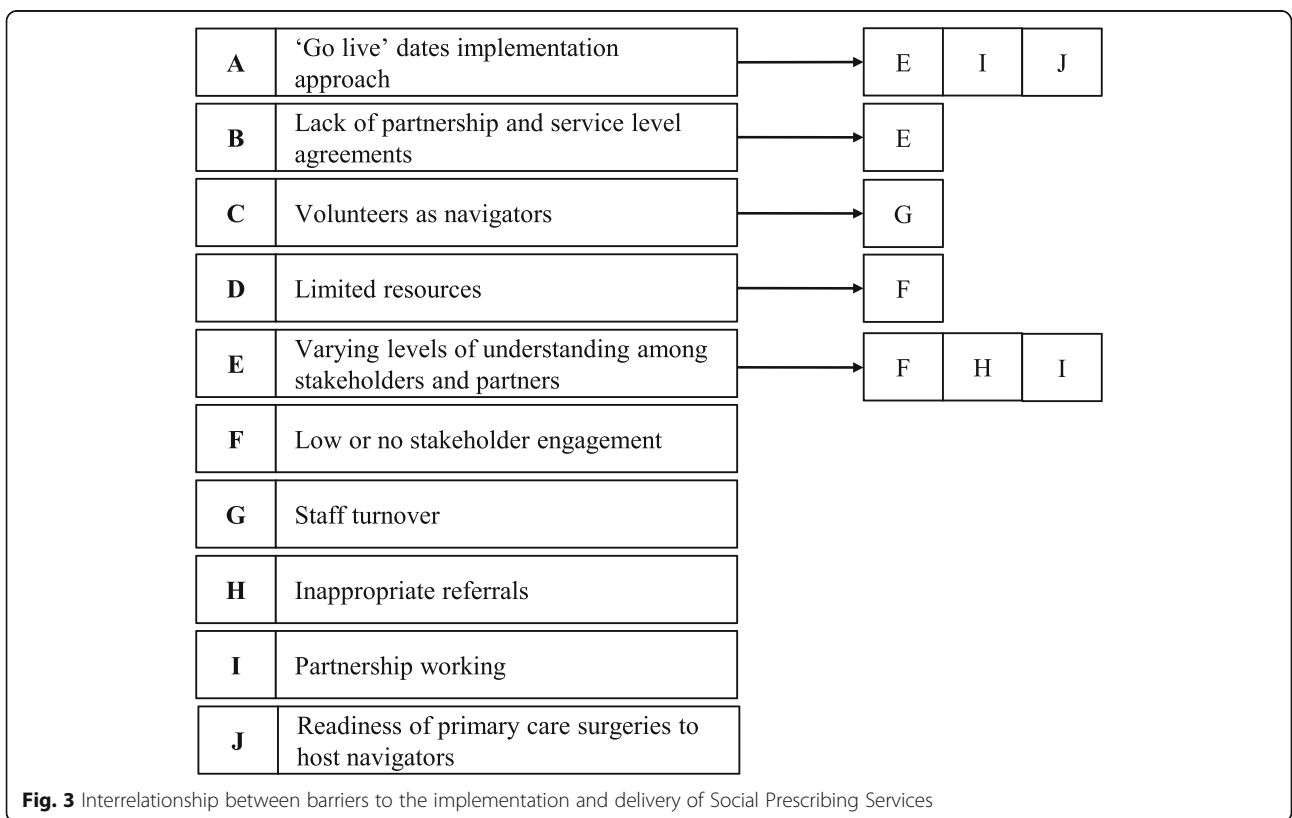 A
‘Go live’ dates implementation
approach
E I J
B
Lack of partnership and service level
agreements
E
C
Volunteers as navigators
G
D
Limited resources
F
E
Varying levels of understanding among
stakeholders and partners
F H I
F
Low or no stakeholder engagement
G
Staff turnover
H
Inappropriate referrals
I
Partnership working
J
Readiness of primary care surgeries to
host navigators
Fig. 3 Interrelationship between barriers to the implementation and delivery of Social Prescribing Services